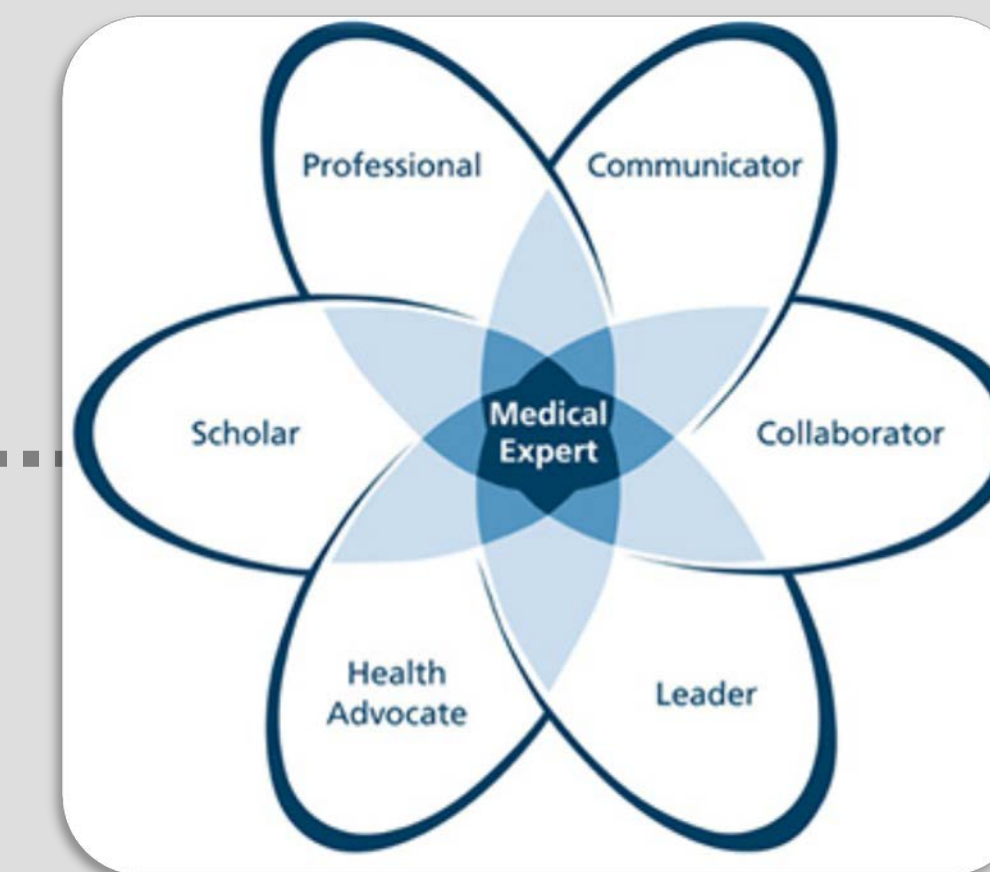 Professional
Communicator
Scholar
Medical
Expert
Collaborator
Health
Advocate
Leader